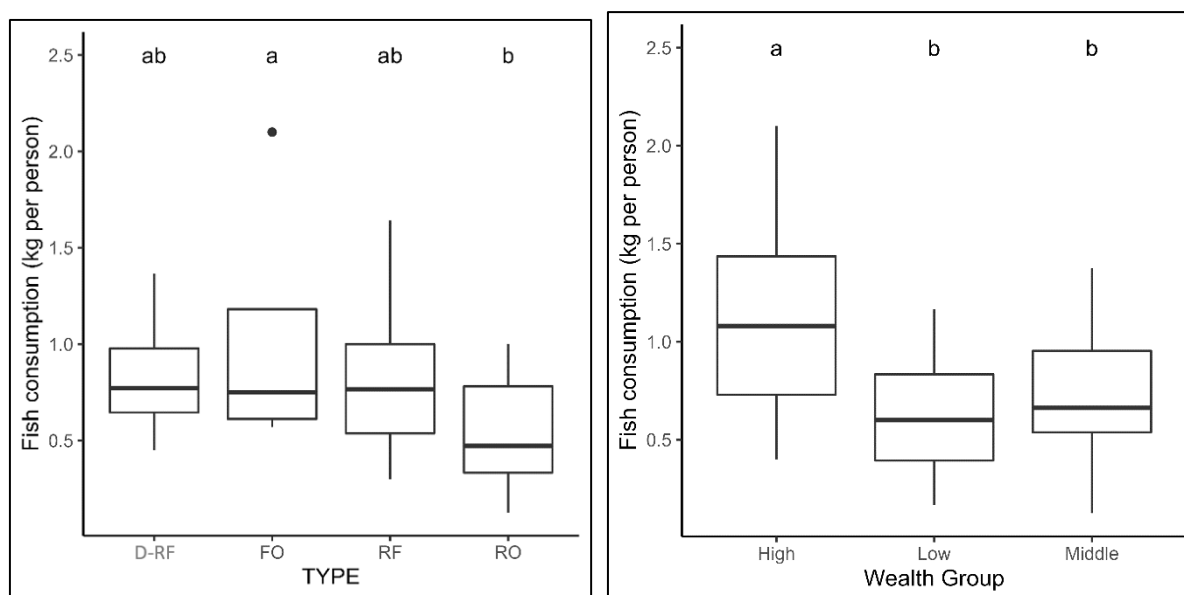 Fish consumption (kg per person)
2.5
2.0
1.5
1.0
0.5
ab a ab b
D-RF FO RF RO
TYPE
Fish consumption (kg per person)
2.5
2.0
1.5
1.0
0.5
a b b
High Low Middle
Wealth Group